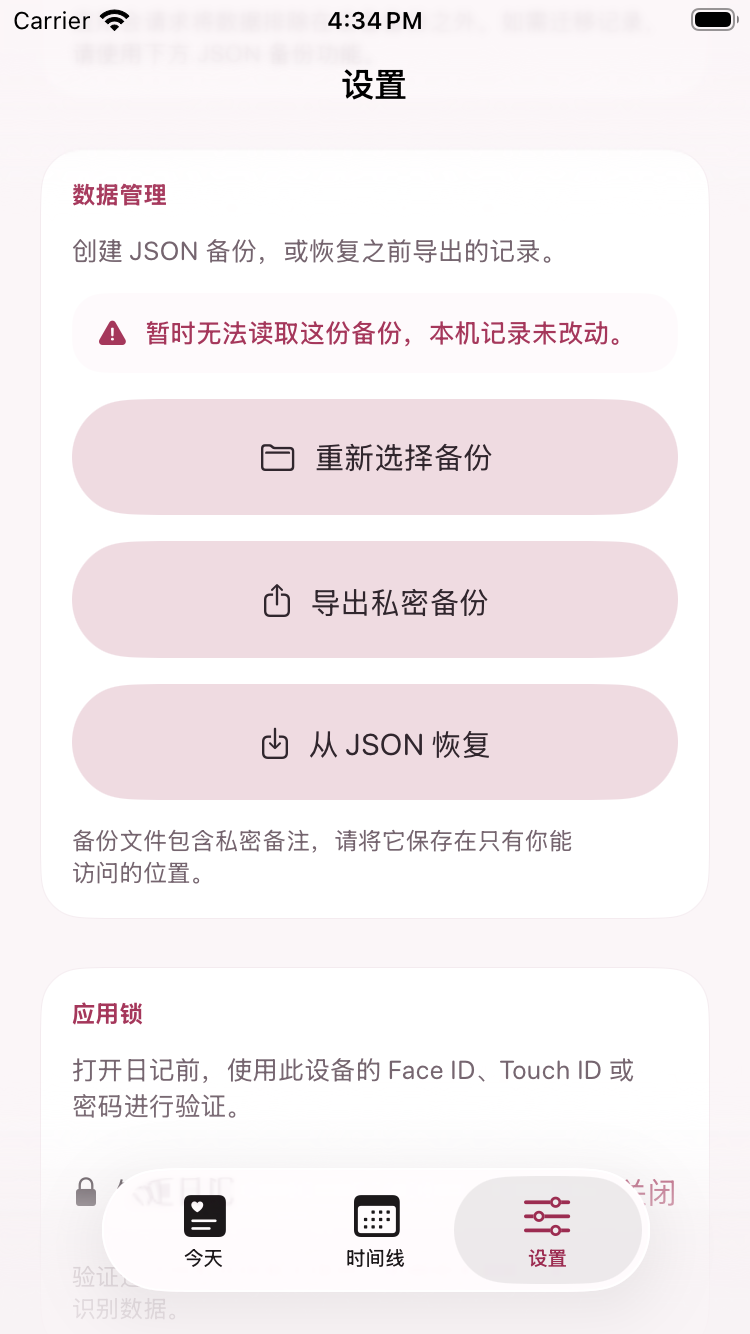 Carrier
4:34 PM
设置
数据管理
创建 JSON 备份，或恢复之前导出的记录。
暂时无法读取这份备份，本机记录未改动。
重新选择备份
导出私密备份
从 JSON 恢复
备份文件包含私密备注，请将它保存在只有你能
访问的位置。
应用锁
打开日记前，使用此设备的 Face ID、Touch ID 或
密码进行验证。
关闭
验证
识别数据。
今天
时间线
设置